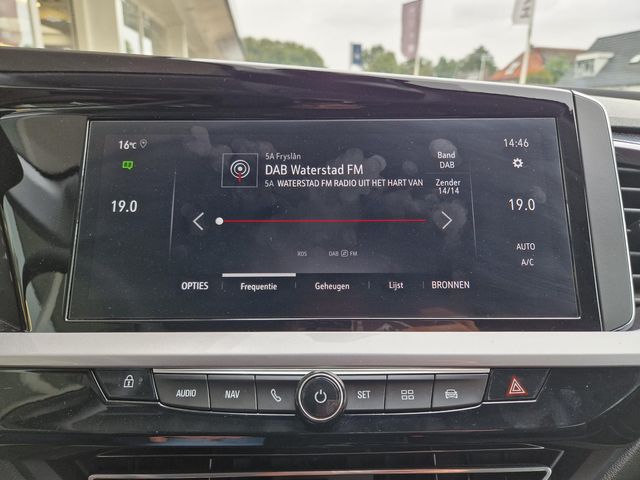 16°C
14:46
5A Fryslân
DAB Waterstad FM
5A WATERSTAD FM RADIO UIT HET HART VAN
Band
DAB
Zender
14/14
19.0
19.0
RDS
DAB FM
AUTO
A/C
OPTIES
Frequentie
Geheugen
Lijst
BRONNEN
AUDIO
NAV
SET